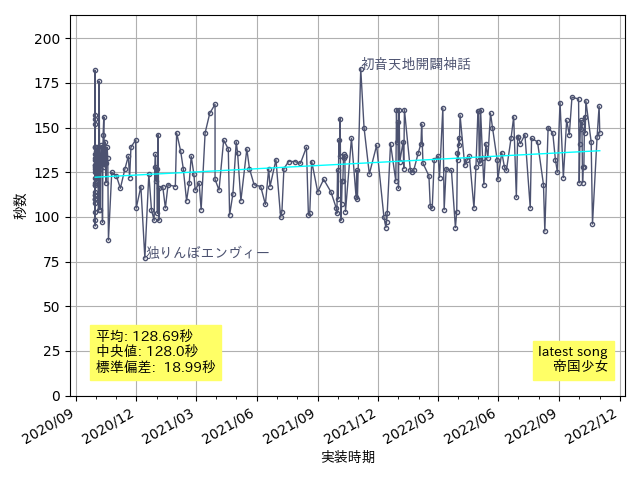 200
175
150
125
100
75
50
25
0
秒数
初音天地開闢神話
独りんぼエンヴィー
平均: 128.69秒
中央値: 128.0秒
標準偏差: 18.99秒
latest song
帝国少女
2020/09
2020/12
2021/03
2021/06
2021/09
2021/12
2022/03
2022/06
2022/09
2022/12
実装時期